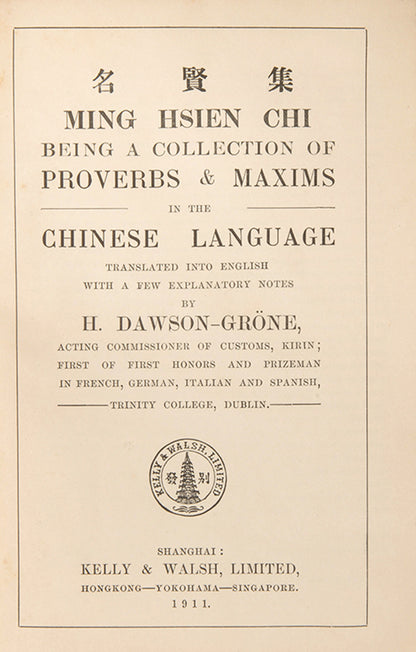 名賢集
MING HSIEN CHI
BEING A COLLECTION OF
PROVERBS & MAXIMS
IN THE
CHINESE LANGUAGE
TRANSLATED INTO ENGLISH
WITH A FEW EXPLANATORY NOTES
BY
H. DAWSON-GRÖNE,
ACTING COMMISSIONER OF CUSTOMS, KIRIN;
FIRST OF FIRST HONORS AND PRIZEMAN
IN FRENCH, GERMAN, ITALIAN AND SPANISH,
TRINITY COLLEGE, DUBLIN.
KELLY & WALSH, LIMITED
發 別
SHANGHAI:
KELLY & WALSH, LIMITED,
HONGKONG—YOKOHAMA—SINGAPORE.
1911.